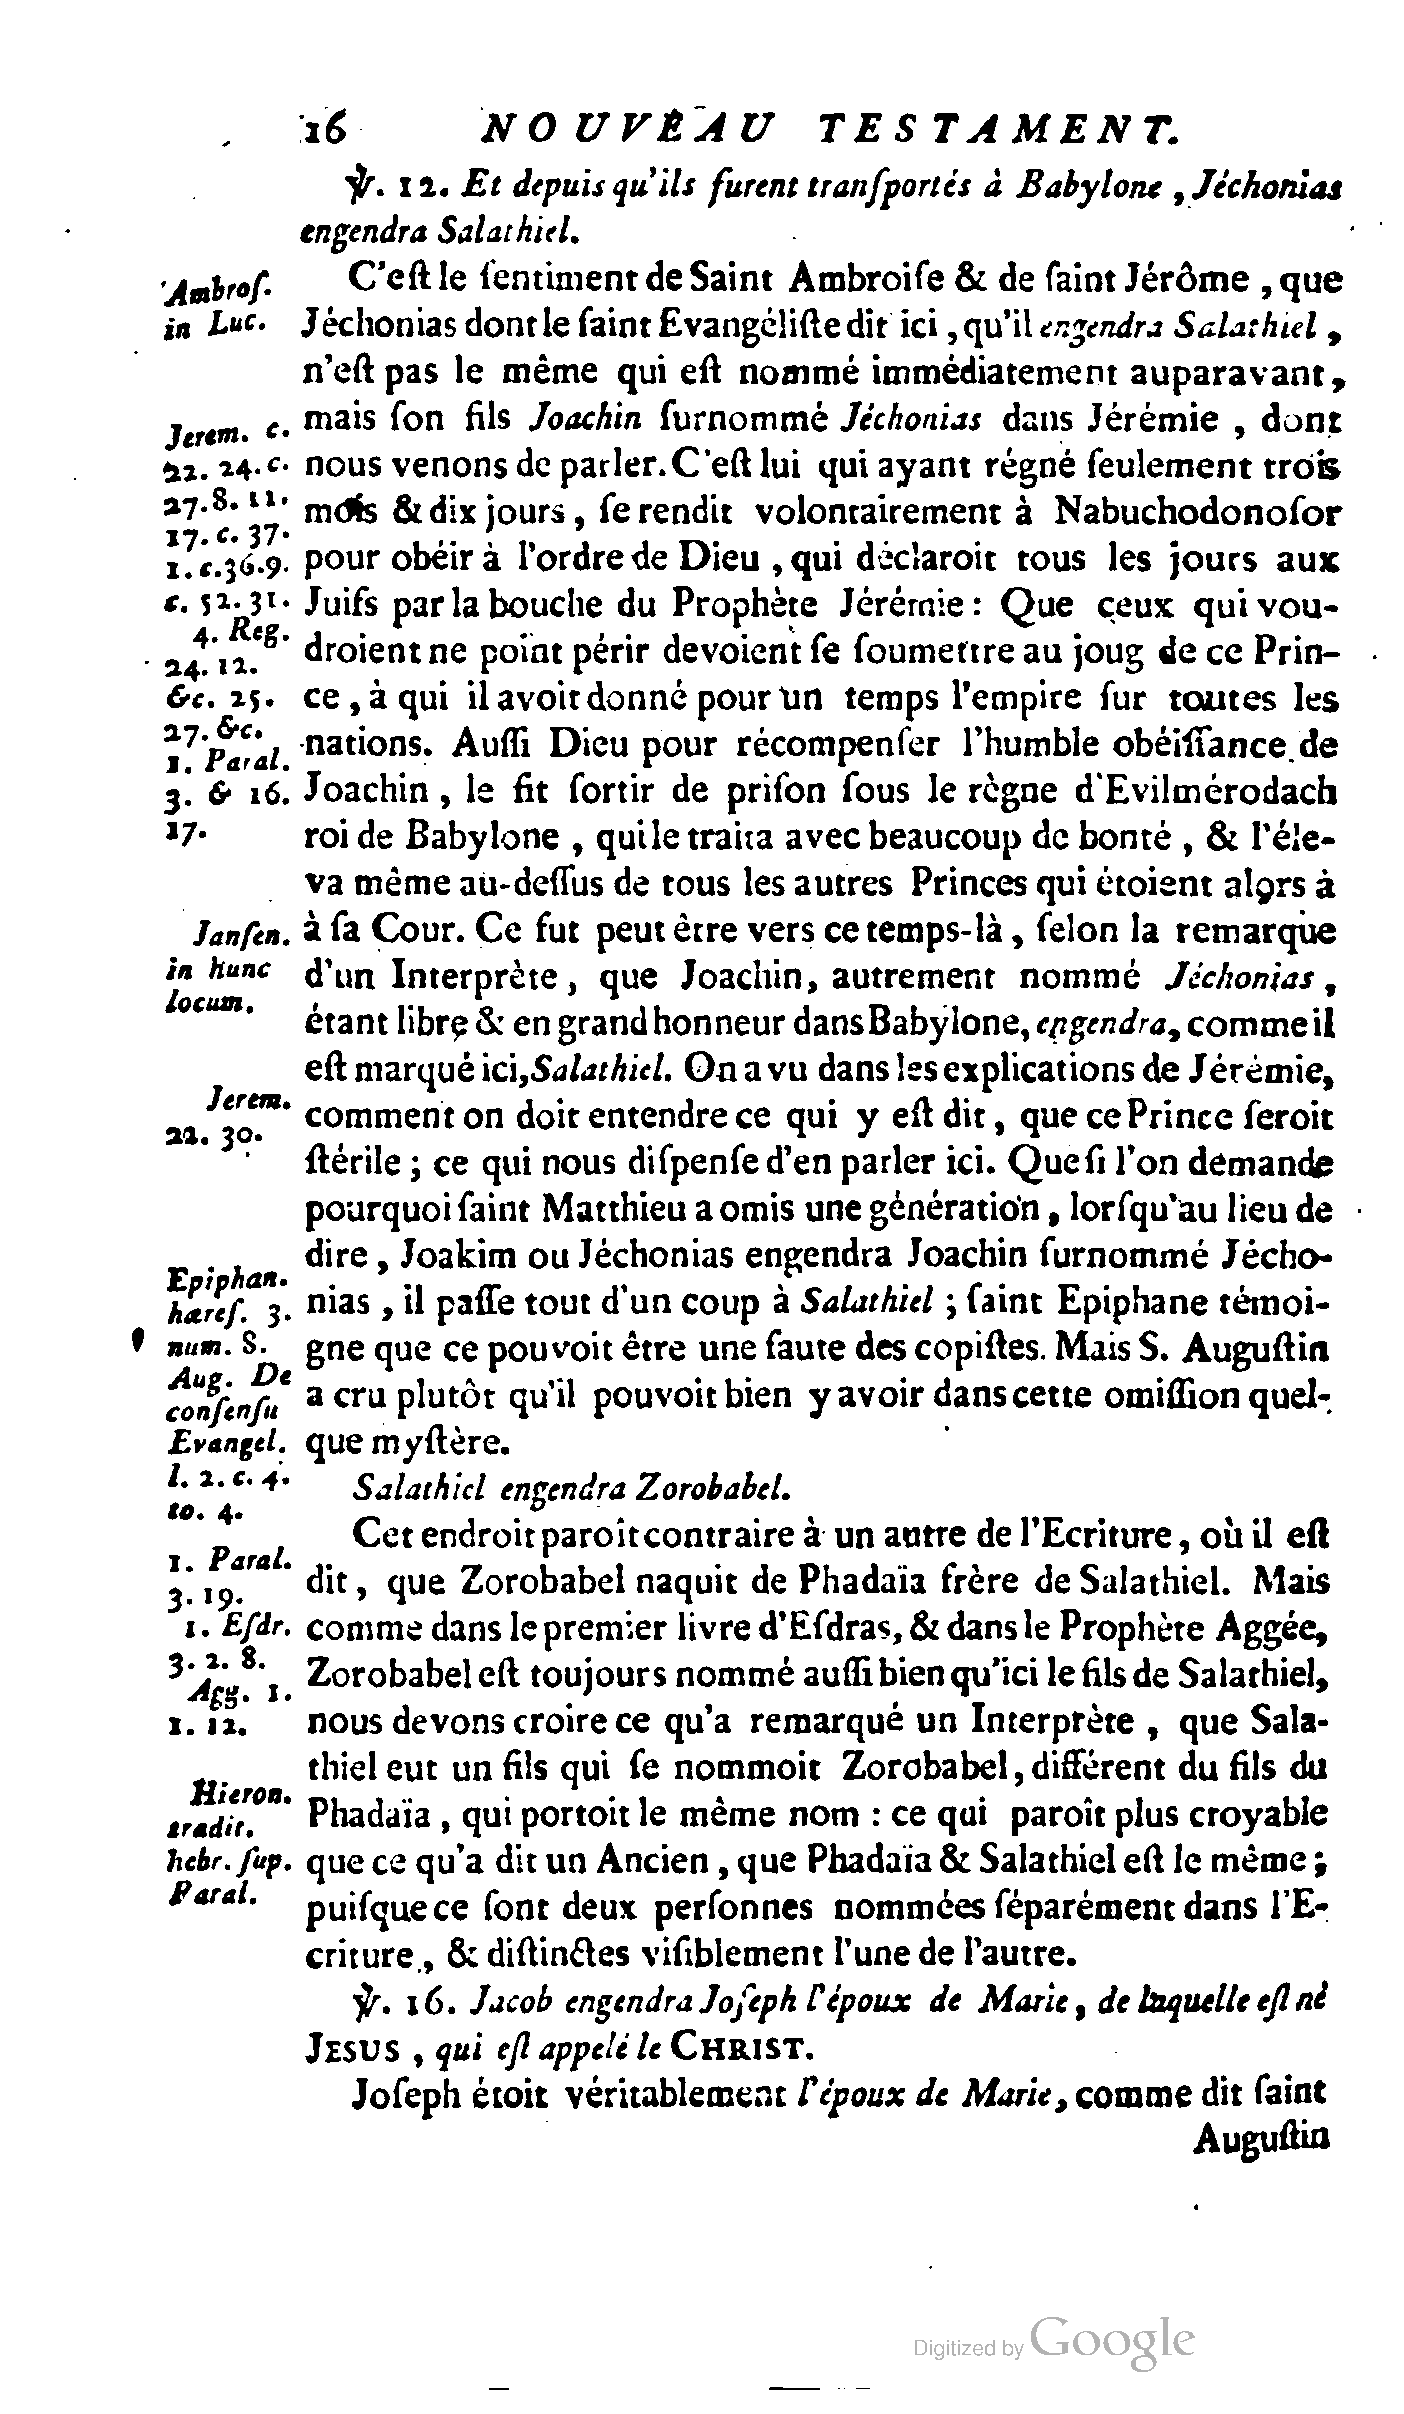 16 NOUVEAU TESTAMENT.
℣. 12. Et depuis qu'ils furent tranſportés à Babylone, Jéchonias
engendra Salathiel.
C'eſt le ſentiment de Saint Ambroiſe & de ſaint Jérôme, que
Jéchonias dont le ſaint Evangéliſte dit ici, qu'il engendra Salathiel,
n'eſt pas le même qui eſt nommé immédiatement auparavant,
mais ſon fils Joachin ſurnommé Jéchonias dans Jérémie, dont
nous venons de parler. C'eſt lui qui ayant régné ſeulement trois
mois & dix jours, ſe rendit volontairement à Nabuchodonoſor
pour obéir à l'ordre de Dieu, qui déclaroit tous les jours aux
Juifs par la bouche du Prophète Jérémie: Que ceux qui vou-
droient ne point périr devoient ſe ſoumettre au joug de ce Prin-
ce, à qui il avoit donné pour un temps l'empire ſur toutes les
nations. Auſſi Dieu pour récompenſer l'humble obéiſſance de
Joachin, le fit ſortir de priſon ſous le règne d'Evilmérodach
roi de Babylone, qui le traita avec beaucoup de bonté, & l'éle-
va même au-deſſus de tous les autres Princes qui étoient alors à
à ſa Cour. Ce fut peut être vers ce temps-là, ſelon la remarque
d'un Interprète, que Joachin, autrement nommé Jéchonias,
étant libre & en grand honneur dans Babylone, engendra, comme il
eſt marqué ici, Salathiel. On a vu dans les explications de Jérémie,
comment on doit entendre ce qui y eſt dit, que ce Prince ſeroit
ſtérile; ce qui nous diſpenſe d'en parler ici. Que ſi l'on demande
pourquoi ſaint Matthieu a omis une génération, lorſqu'au lieu de
dire, Joakim ou Jéchonias engendra Joachin ſurnommé Jécho-
nias, il paſſe tout d'un coup à Salathiel; ſaint Epiphane témoi-
gne que ce pouvoit être une faute des copiſtes. Mais S. Auguſtin
a cru plutôt qu'il pouvoit bien y avoir dans cette omiſſion quel-
que myſtère.
Salathiel engendra Zorobabel.
Cet endroit paroît contraire à un autre de l'Ecriture, où il eſt
dit, que Zorobabel naquit de Phadaïa frère de Salathiel. Mais
comme dans le premier livre d'Eſdras, & dans le Prophète Aggée,
Zorobabel eſt toujours nommé auſſi bien qu'ici le fils de Salathiel,
nous devons croire ce qu'a remarqué un Interprète, que Sala-
thiel eut un fils qui ſe nommoit Zorobabel, différent du fils du
Phadaïa, qui portoit le même nom: ce qui paroît plus croyable
que ce qu'a dit un Ancien, que Phadaïa & Salathiel eſt le même;
puiſque ce ſont deux perſonnes nommées ſéparément dans l'E-
criture, & diſtinctes viſiblement l'une de l'autre.
℣. 16. Jacob engendra Joſeph l'époux de Marie, de laquelle eſt né
JESUS, qui eſt appelé le CHRIST.
Joſeph étoit véritablement l'époux de Marie, comme dit ſaint
Auguſtin
Ambroſ.
in Luc.
Jerem. c.
22. 24. c.
27. 8. 11.
17. c. 37.
1. c. 36. 9.
c. 52. 31.
4. Reg.
24. 12.
&c. 25.
27. &c.
1. Paral.
3. & 16.
17.
Janſen.
in hunc
locum.
Jerem.
22. 30.
Epiphan.
hæreſ. 3.
num. 8.
Aug. De
conſenſu
Evangel.
l. 2. c. 4.
to. 4.
1. Paral.
3. 19.
1. Eſdr.
3. 2. 8.
Agg. 1.
1. 12.
Hieron.
tradit.
hebr. ſup.
Paral.
Digitized by Google